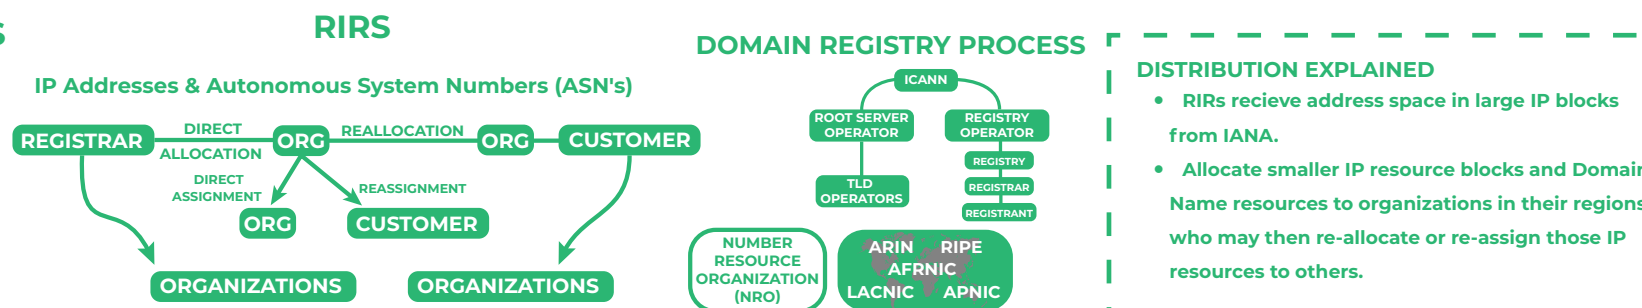 S
RIRS
IP Addresses & Autonomous System Numbers (ASN's)
REGISTRAR
DIRECT
ALLOCATION
ORG
REALLOCATION
ORG
CUSTOMER
DIRECT
ASSIGNMENT
REASSIGNMENT
ORG
CUSTOMER
ORGANIZATIONS
ORGANIZATIONS
DOMAIN REGISTRY PROCESS
ICANN
ROOT SERVER
OPERATOR
REGISTRY
OPERATOR
REGISTRY
TLD
OPERATORS
REGISTRAR
REGISTRANT
NUMBER
RESOURCE
ORGANIZATION
(NRO)
ARIN RIPE
AFRNIC
LACNIC APNIC
DISTRIBUTION EXPLAINED
• RIRs recieve address space in large IP blocks
from IANA.
• Allocate smaller IP resource blocks and Domain
Name resources to organizations in their regions
who may then re-allocate or re-assign those IP
resources to others.